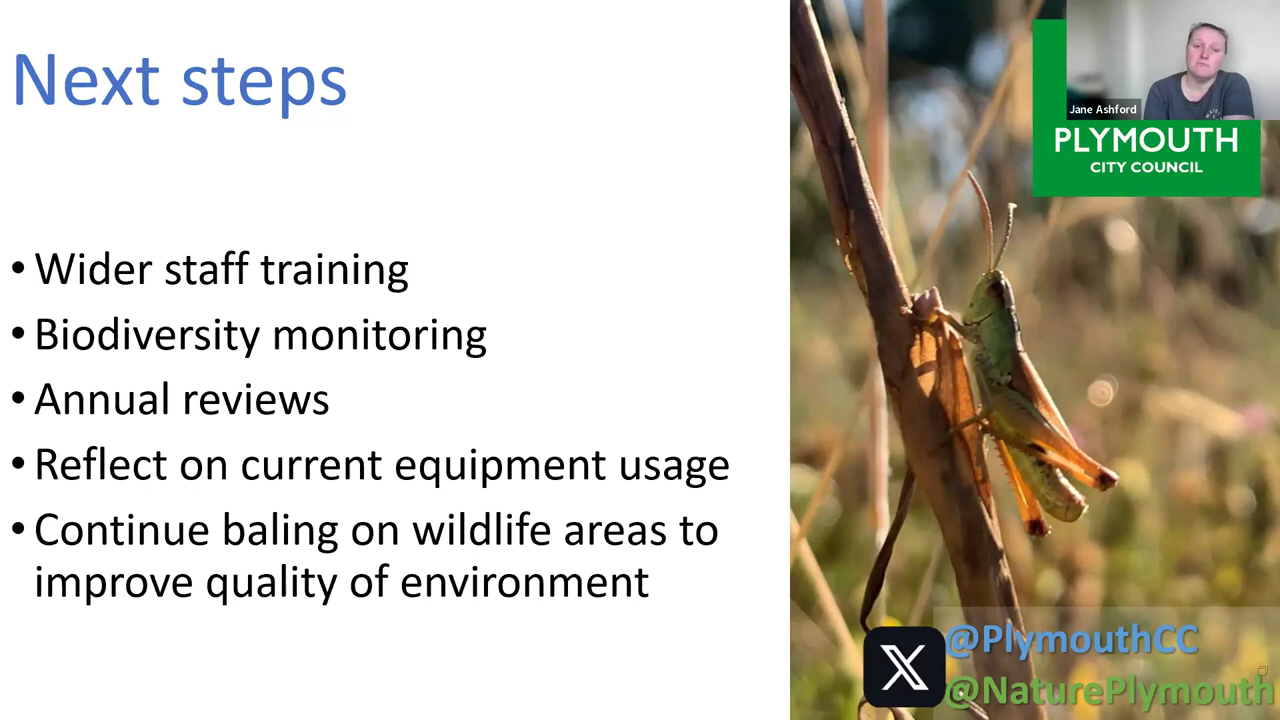 Next steps
• Wider staff training
• Biodiversity monitoring
• Annual reviews
• Reflect on current equipment usage
• Continue baling on wildlife areas to
improve quality of environment
Jane Ashford
PLYMOUTH
CITY COUNCIL
@PlymouthCC
@NaturePlymouth